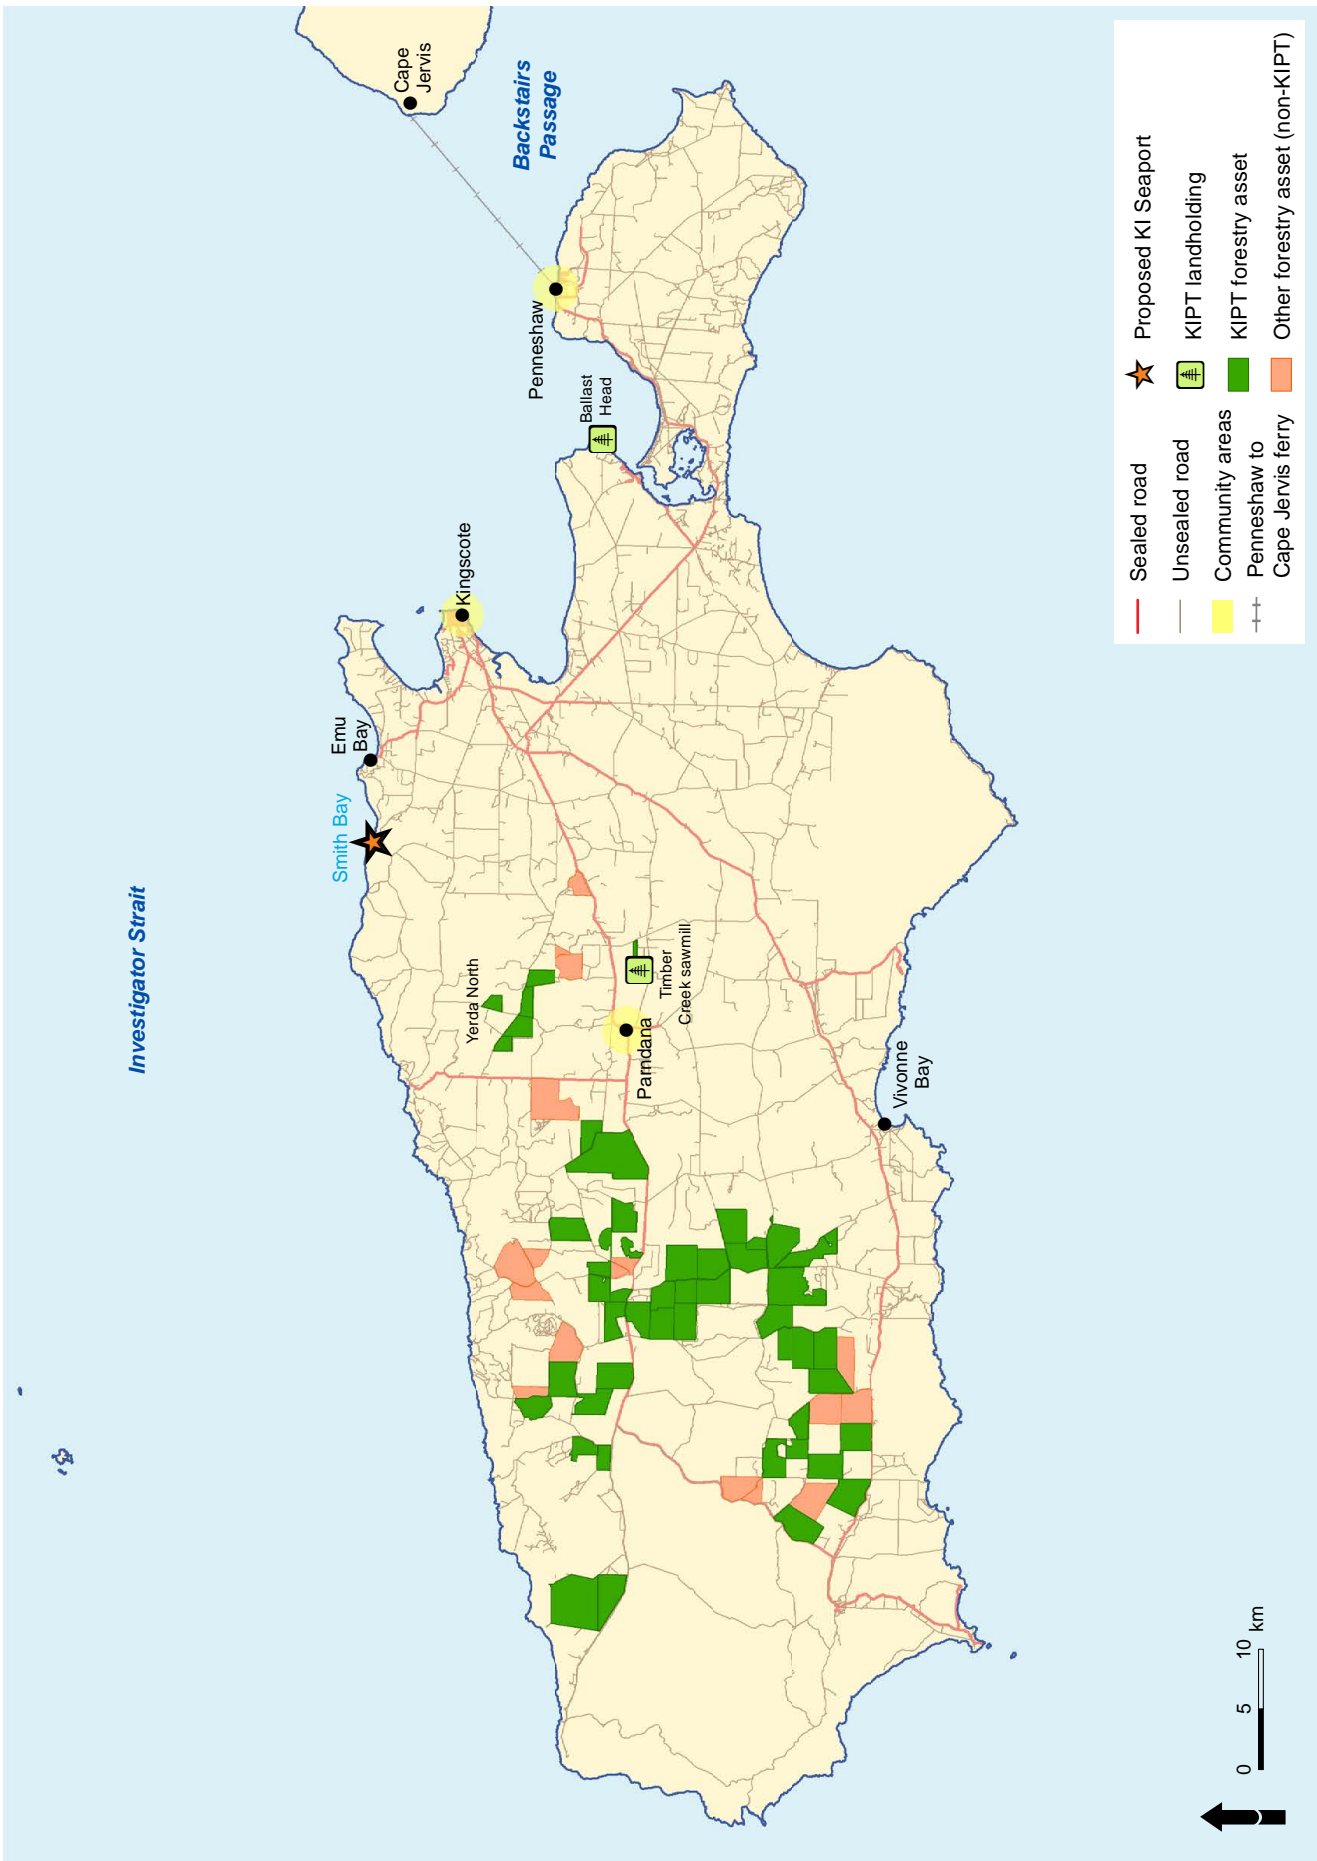 Investigator Strait
Backstairs
Passage
Cape
Jervis
Smith Bay
Emu
Bay
Kingscote
Penneshaw
Ballast
Head
Yerda North
Timber
Creek sawmill
Parndana
Vivonne
Bay
0
5
10
km
Sealed road
Unsealed road
Community areas
Penneshaw to
Cape Jervis ferry
Proposed KI Seaport
KIPT landholding
KIPT forestry asset
Other forestry asset (non-KIPT)